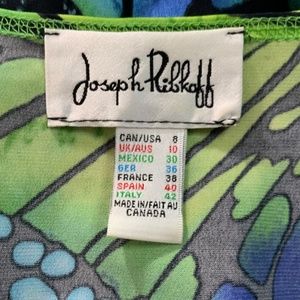 Joseph Ribkoff
CAN/USA 8
UK/AUS 10
MEXICO 30
GER 36
FRANCE 38
SPAIN 40
ITALY 42
MADE IN/FAIT AU
CANADA